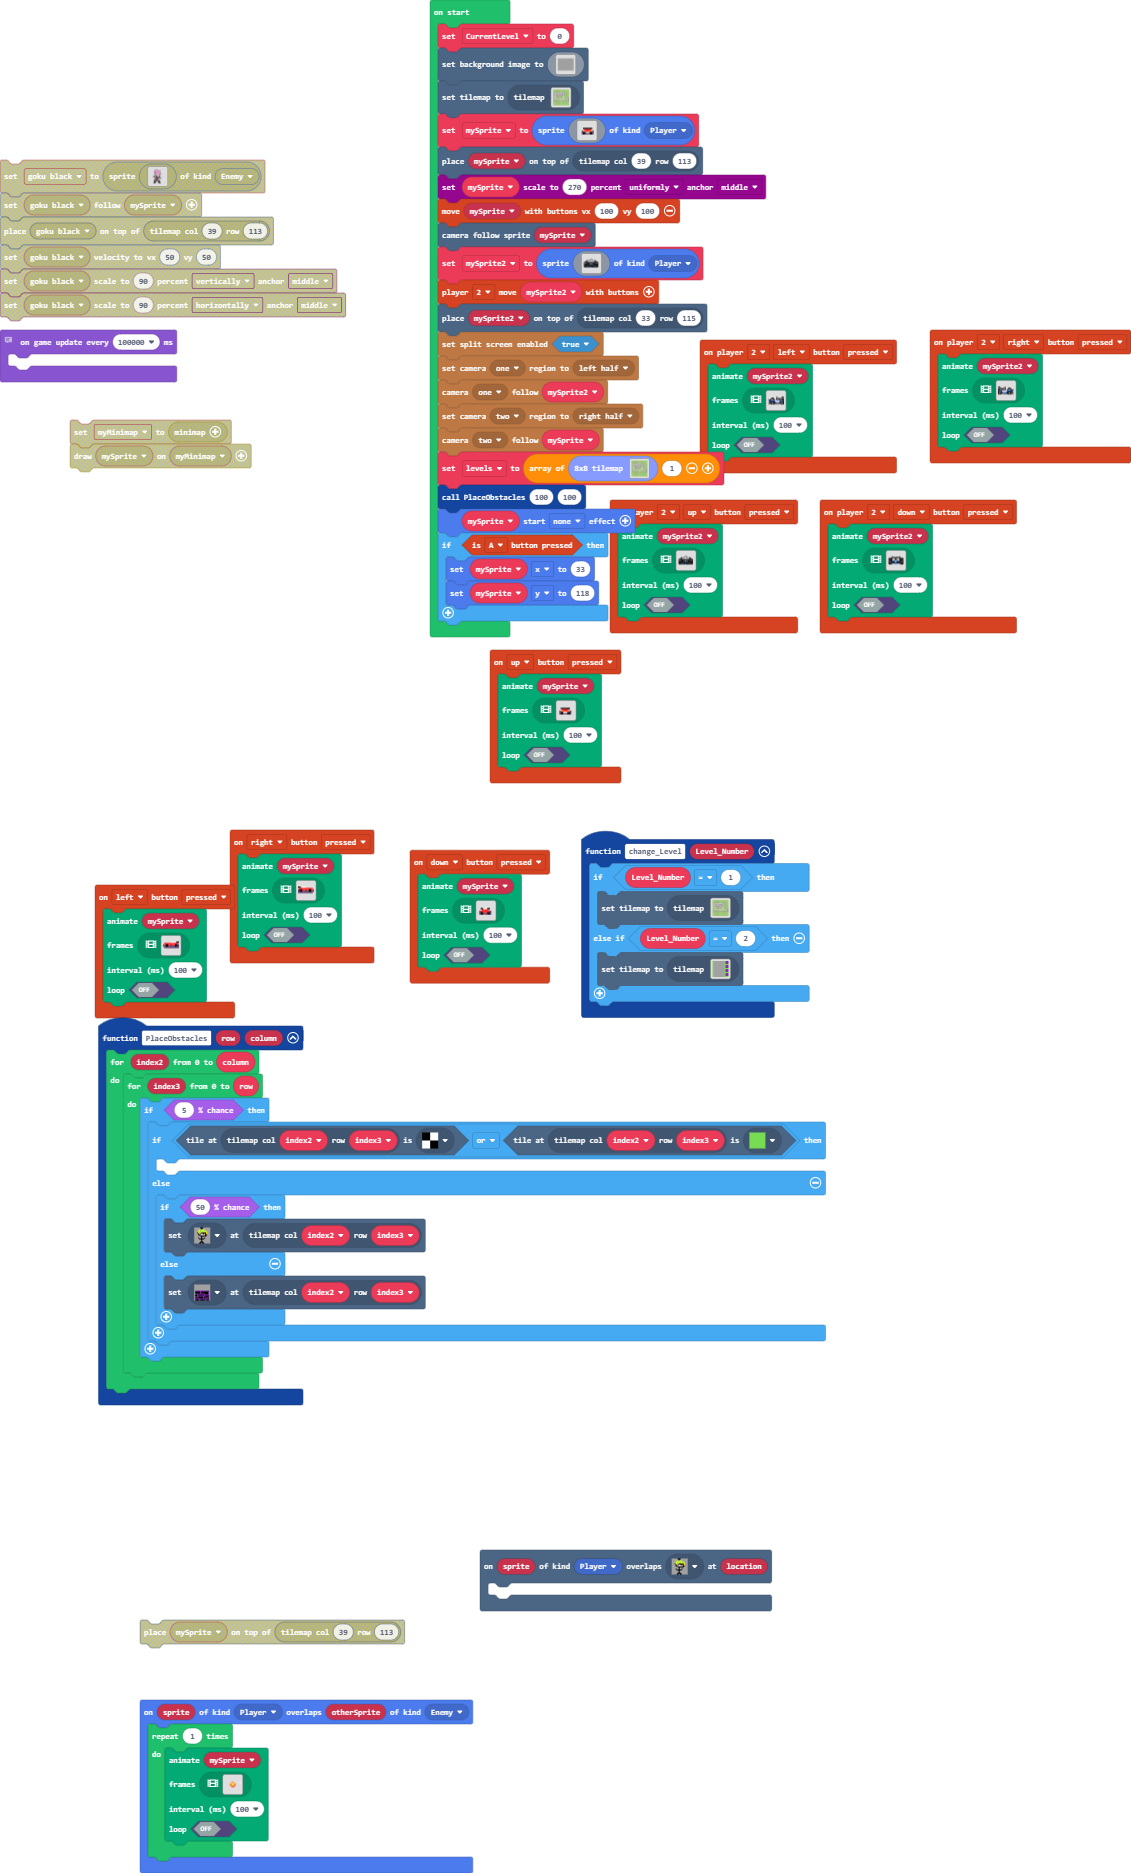 on start
set CurrentLevel to 0
set background image to
set tilemap to tilemap
set mySprite to sprite of kind Player
place mySprite on top of tilemap col 39 row 113
set mySprite scale to 270 percent uniformly anchor middle
move mySprite with buttons vx 100 vy 100
camera follow sprite mySprite
set mySprite2 to sprite of kind Player
player 2 move mySprite2 with buttons
place mySprite2 on top of tilemap col 33 row 115
set split screen enabled true
set camera one region to left half
camera one follow mySprite2
set camera two region to right half
camera two follow mySprite
set levels to array of 8x8 tilemap 1
call PlaceObstacles 100 100
mySprite start none effect
if is A button pressed then
set mySprite x to 33
set mySprite y to 118
set goku black to sprite of kind Enemy
set goku black follow mySprite
place goku black on top of tilemap col 39 row 113
set goku black velocity to vx 50 vy 50
set goku black scale to 90 percent vertically anchor middle
set goku black scale to 90 percent horizontally anchor middle
on game update every 100000 ms
set myMinimap to minimap
draw mySprite on myMinimap
on player 2 left button pressed
animate mySprite2
frames
interval (ms) 100
loop OFF
on player 2 right button pressed
animate mySprite2
frames
interval (ms) 100
loop OFF
ayer 2 up button pressed
animate mySprite2
frames
interval (ms) 100
loop OFF
on player 2 down button pressed
animate mySprite2
frames
interval (ms) 100
loop OFF
on up button pressed
animate mySprite
frames
interval (ms) 100
loop OFF
on right button pressed
animate mySprite
frames
interval (ms) 100
loop OFF
on left button pressed
animate mySprite
frames
interval (ms) 100
loop OFF
on down button pressed
animate mySprite
frames
interval (ms) 100
loop OFF
function change_Level Level_Number
if Level_Number = 1 then
set tilemap to tilemap
else if Level_Number = 2 then
set tilemap to tilemap
function PlaceObstacles row column
for index2 from 0 to column
do for index3 from 0 to row
do if 5 % chance then
if tile at tilemap col index2 row index3 is or tile at tilemap col index2 row index3 is then
else
if 50 % chance then
set at tilemap col index2 row index3
else
set at tilemap col index2 row index3
on sprite of kind Player overlaps at location
place mySprite on top of tilemap col 39 row 113
on sprite of kind Player overlaps otherSprite of kind Enemy
repeat 1 times
do animate mySprite
frames
interval (ms) 100
loop OFF